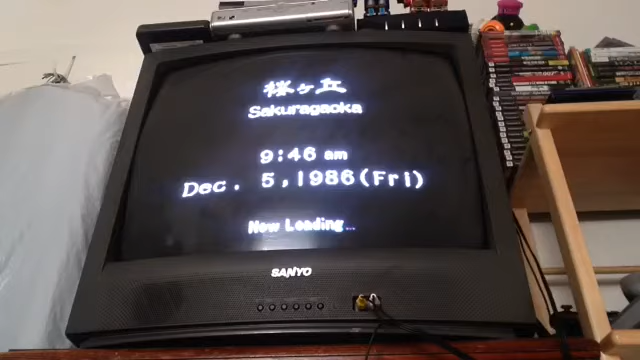 桜ヶ丘
Sakuragaoka
9:46 am
Dec. 5,1986(Fri)
Now Loading...
SANYO